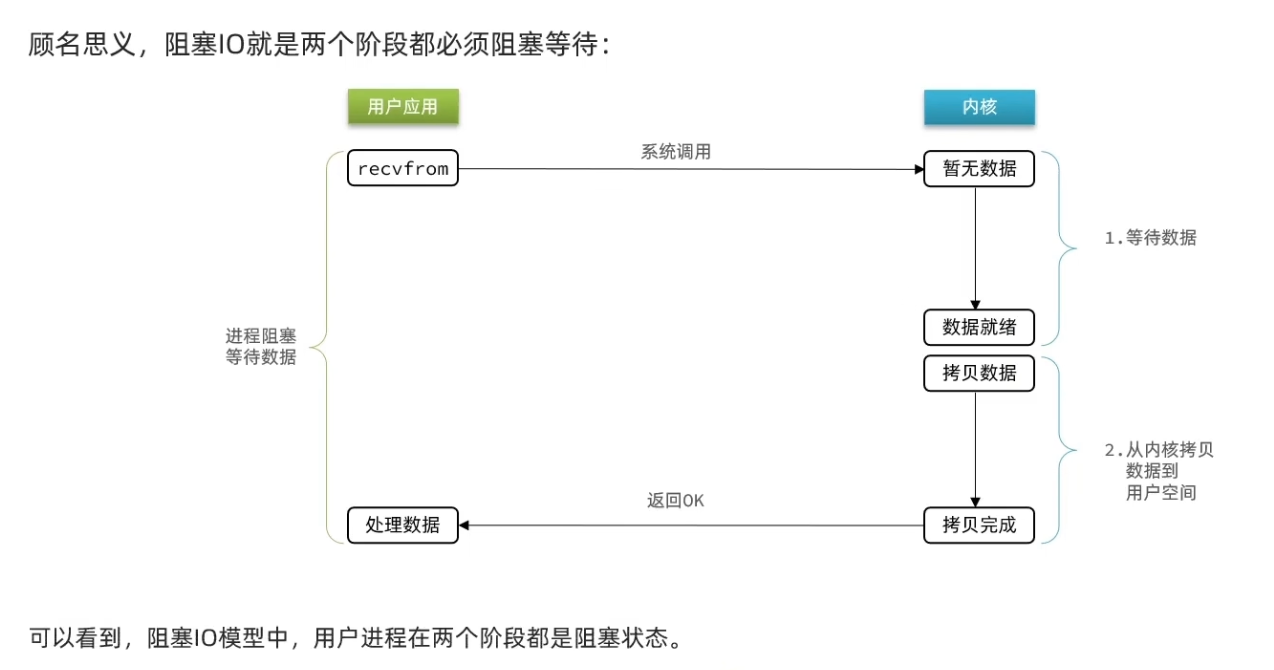 顾名思义，阻塞IO就是两个阶段都必须阻塞等待：
用户应用
内核
recvfrom
系统调用
暂无数据
1.等待数据
数据就绪
进程阻塞
等待数据
拷贝数据
2.从内核拷贝
数据到
用户空间
返回OK
处理数据
拷贝完成
可以看到，阻塞IO模型中，用户进程在两个阶段都是阻塞状态。